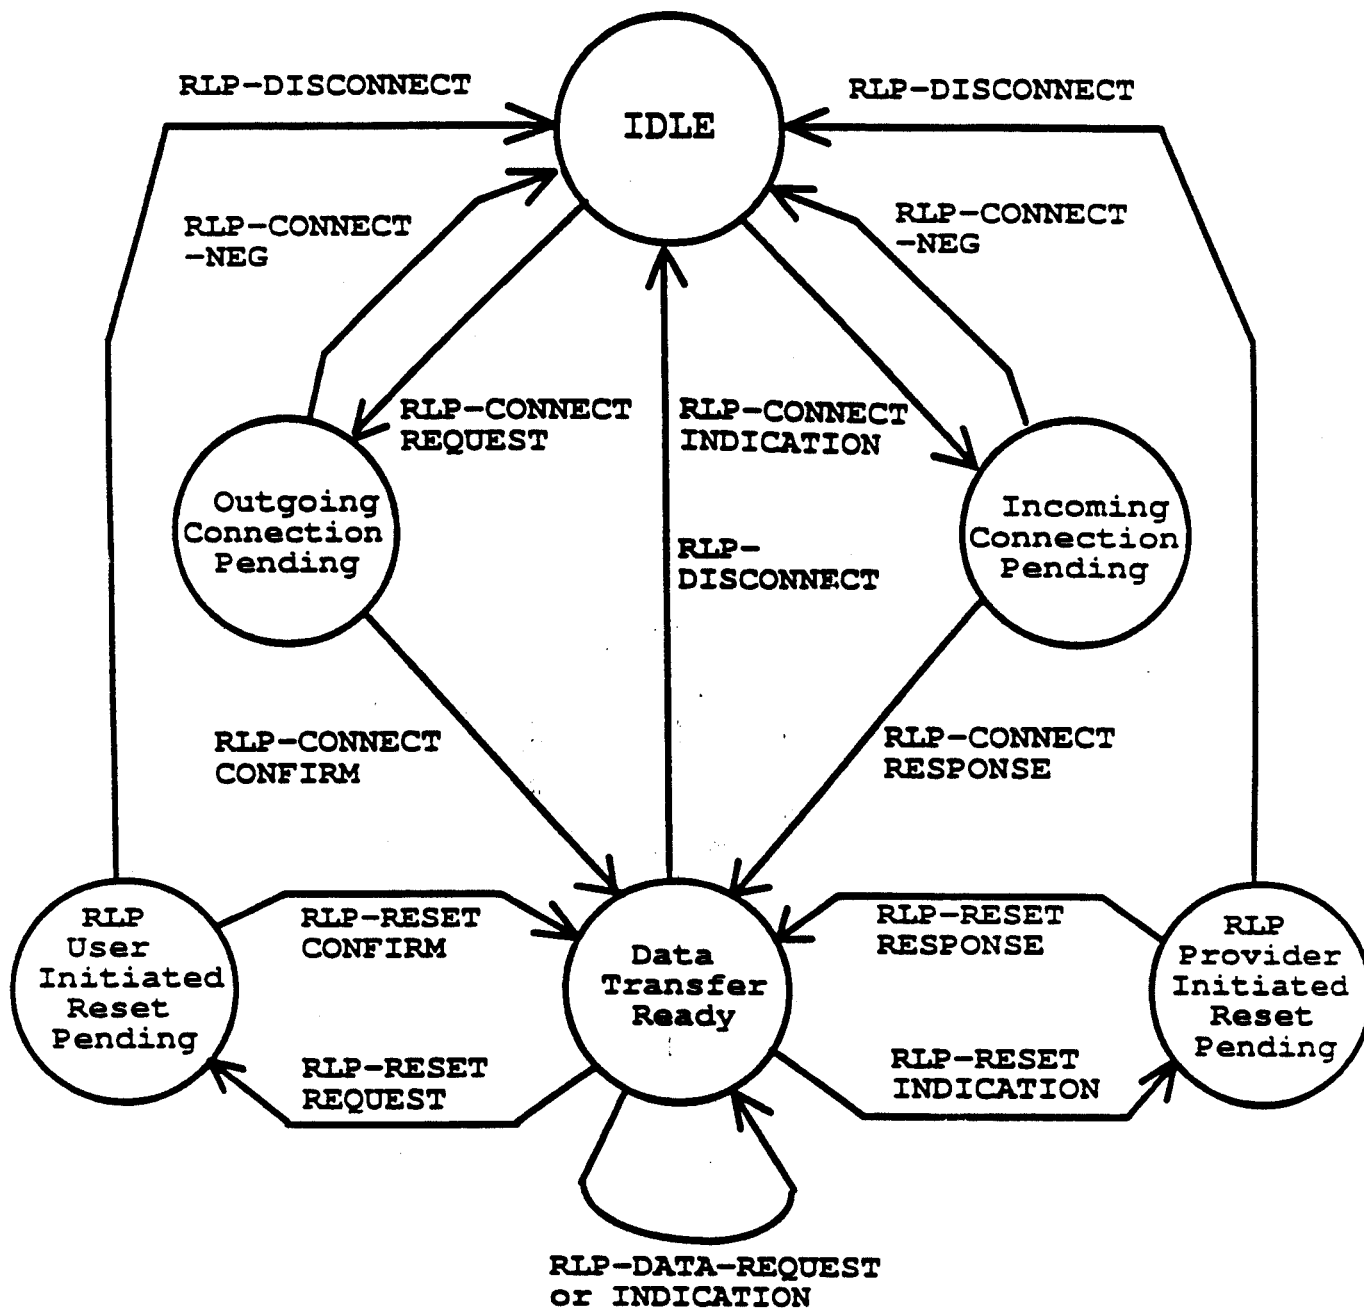 RLP-DISCONNECT
RLP-DISCONNECT
IDLE
RLP-CONNECT
-NEG
RLP-CONNECT
-NEG
RLP-CONNECT
REQUEST
RLP-CONNECT
INDICATION
Outgoing
Connection
Pending
Incoming
Connection
Pending
RLP-
DISCONNECT
RLP-CONNECT
CONFIRM
RLP-CONNECT
RESPONSE
RLP
User
Initiated
Reset
Pending
RLP-RESET
CONFIRM
Data
Transfer
Ready
RLP-RESET
RESPONSE
RLP
Provider
Initiated
Reset
Pending
RLP-RESET
REQUEST
RLP-RESET
INDICATION
RLP-DATA-REQUEST
or INDICATION